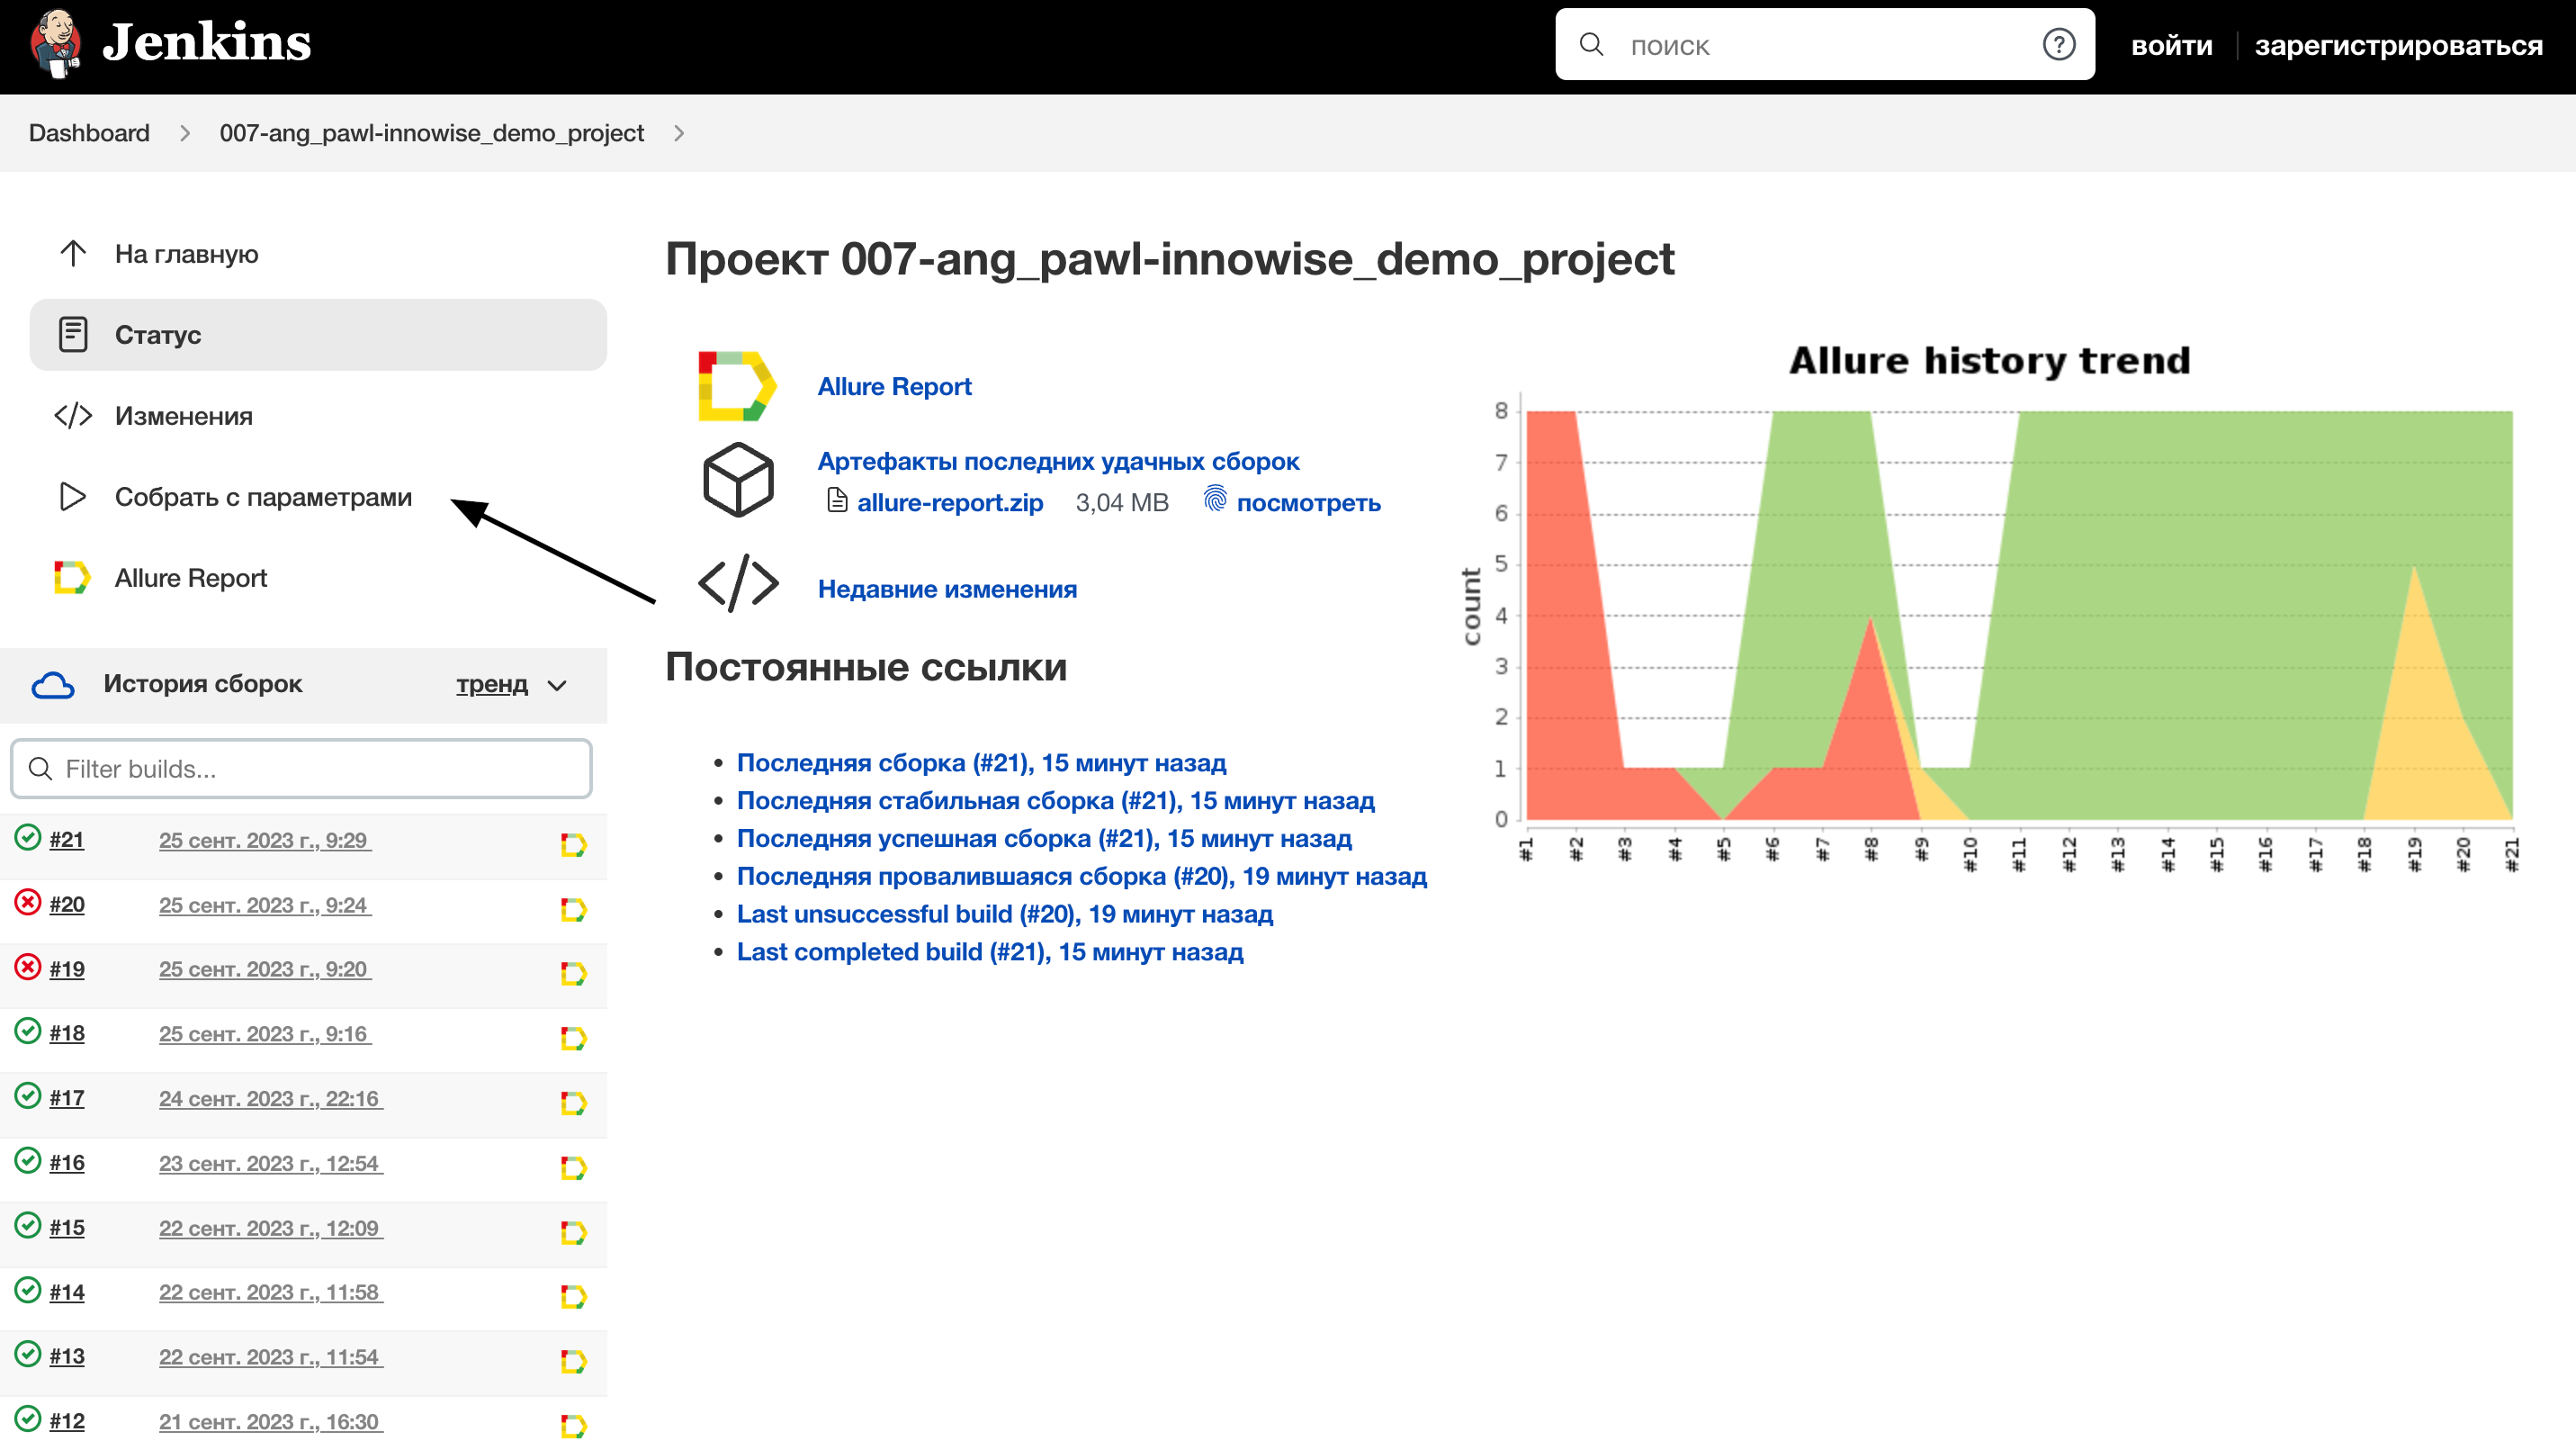 Jenkins
поиск
войти
зарегистрироваться
Dashboard
007-ang_pawl-innowise_demo_project
На главную
Статус
Изменения
Собрать с параметрами
Allure Report
История сборок
тренд
Filter builds...
#21 25 сент. 2023 г., 9:29
#20 25 сент. 2023 г., 9:24
#19 25 сент. 2023 г., 9:20
#18 25 сент. 2023 г., 9:16
#17 24 сент. 2023 г., 22:16
#16 23 сент. 2023 г., 12:54
#15 22 сент. 2023 г., 12:09
#14 22 сент. 2023 г., 11:58
#13 22 сент. 2023 г., 11:54
#12 21 сент. 2023 г., 16:30
Проект 007-ang_pawl-innowise_demo_project
Allure Report
Артефакты последних удачных сборок
allure-report.zip 3,04 MB посмотреть
Недавние изменения
Постоянные ссылки
Последняя сборка (#21), 15 минут назад
Последняя стабильная сборка (#21), 15 минут назад
Последняя успешная сборка (#21), 15 минут назад
Последняя провалившаяся сборка (#20), 19 минут назад
Last unsuccessful build (#20), 19 минут назад
Last completed build (#21), 15 минут назад
Allure history trend
count
8
7
6
5
4
3
2
1
0
#1 #2 #3 #4 #5 #6 #7 #8 #9 #10 #11 #12 #13 #14 #15 #16 #17 #18 #19 #20 #21